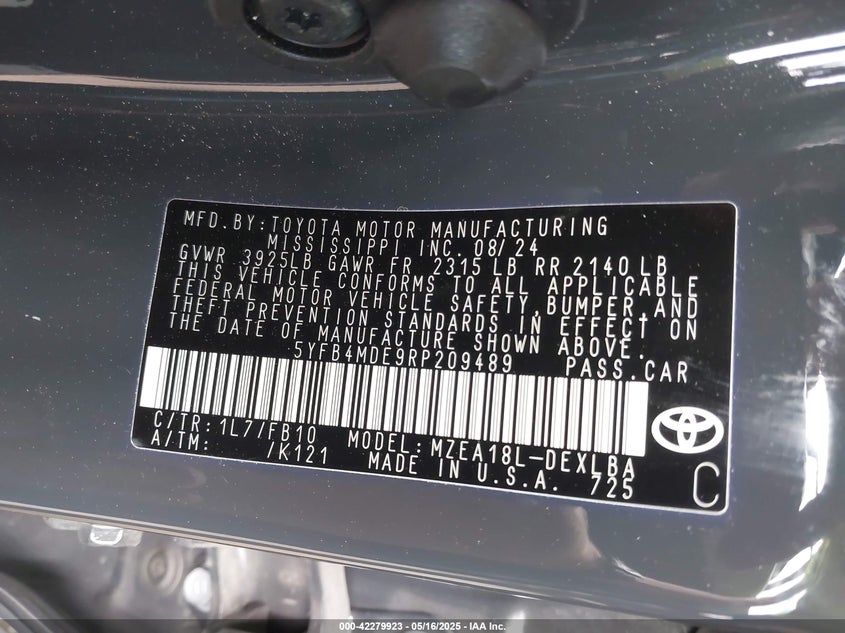 MFD.BY:TOYOTA MOTOR MANUFACTURING
MISSISSIPPI INC. 08/24
GVWR 3925LB GAWR FR 2315 LB RR 2140 LB
THIS VEHICLE CONFORMS TO ALL APPLICABLE
FEDERAL MOTOR VEHICLE SAFETY,BUMPER,AND
THEFT PREVENTION STANDARDS IN EFFECT ON
THE DATE OF MANUFACTURE SHOWN ABOVE.
5YFB4MDE9RP209489 PASS.CAR
C/TR:1L7/FB10 MODEL:MZEA18L-DEXLBA
A/TM: /K121 MADE IN U.S.A. 725
C
000-42279923 - 05/16/2025 - IAA Inc.